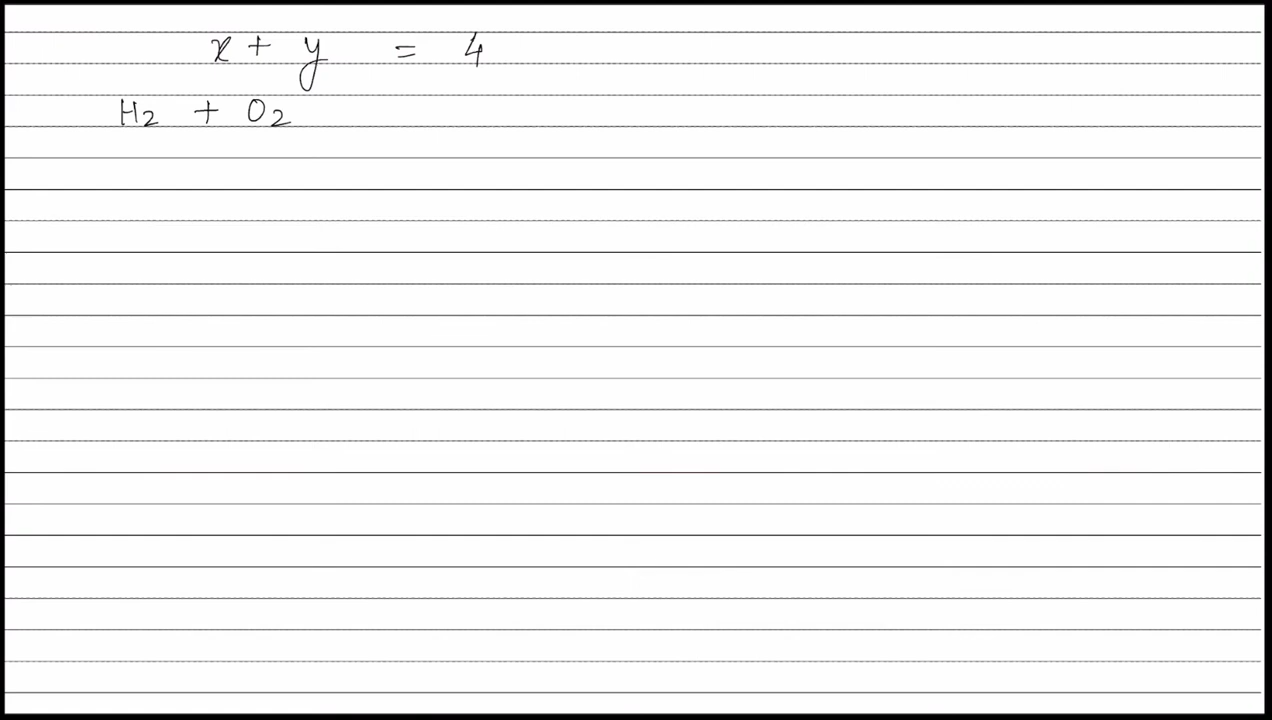 x + y = 4
H2 + O2